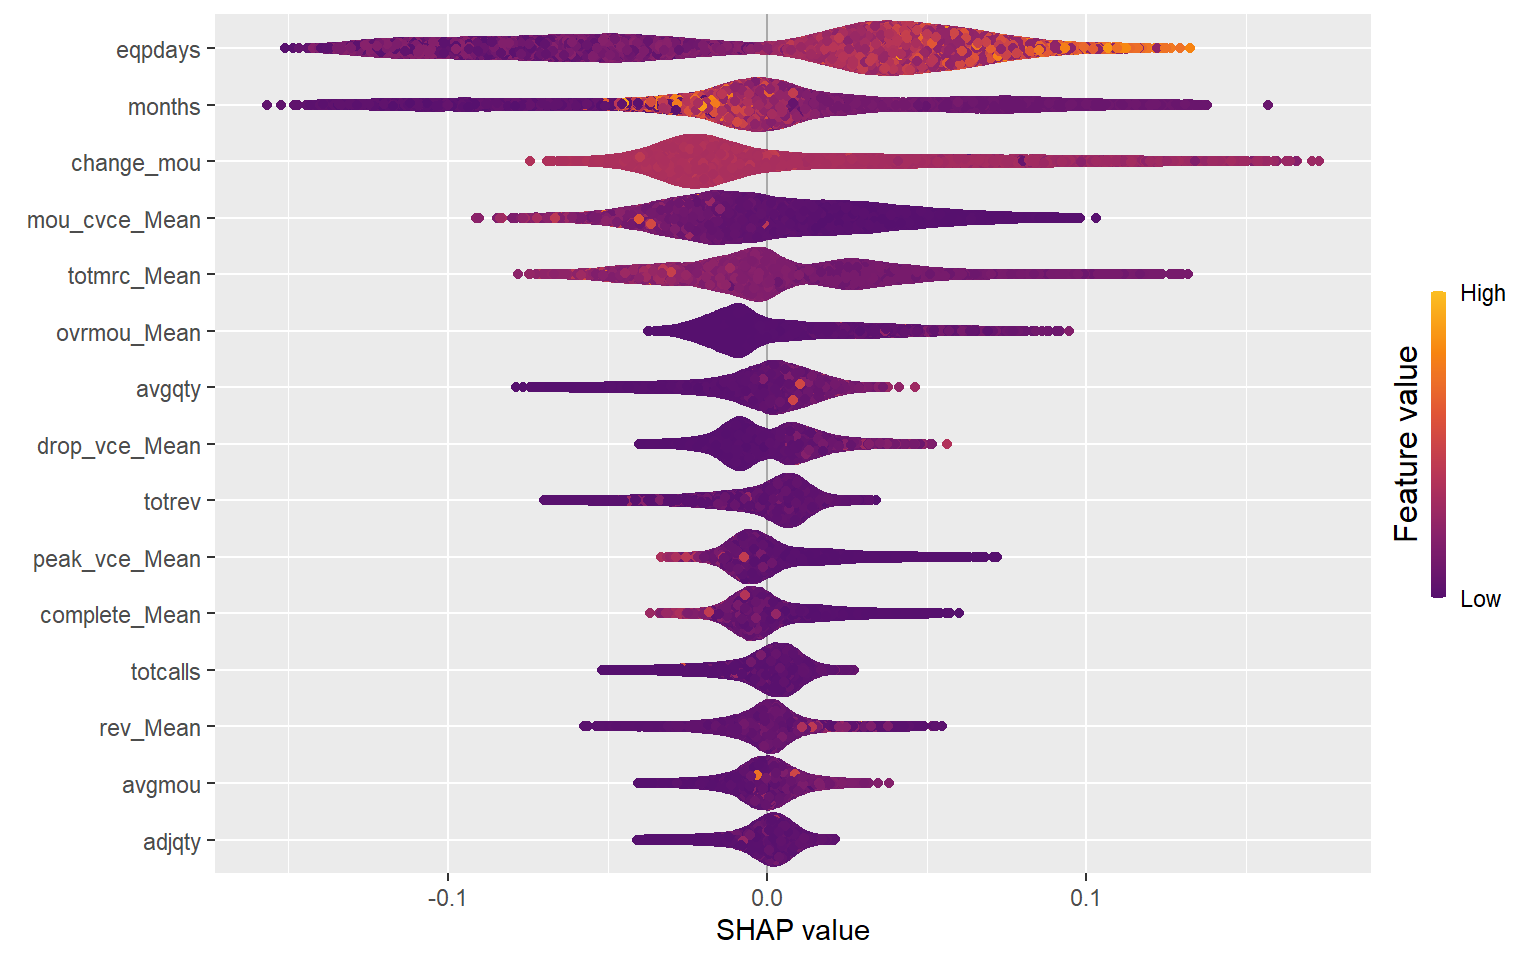 eqpdays
months
change_mou
mou_cvce_Mean
totmrc_Mean
ovrmou_Mean
avgqty
drop_vce_Mean
totrev
peak_vce_Mean
complete_Mean
totcalls
rev_Mean
avgmou
adjqty
-0.1 0.0 0.1
SHAP value
Feature value
High
Low